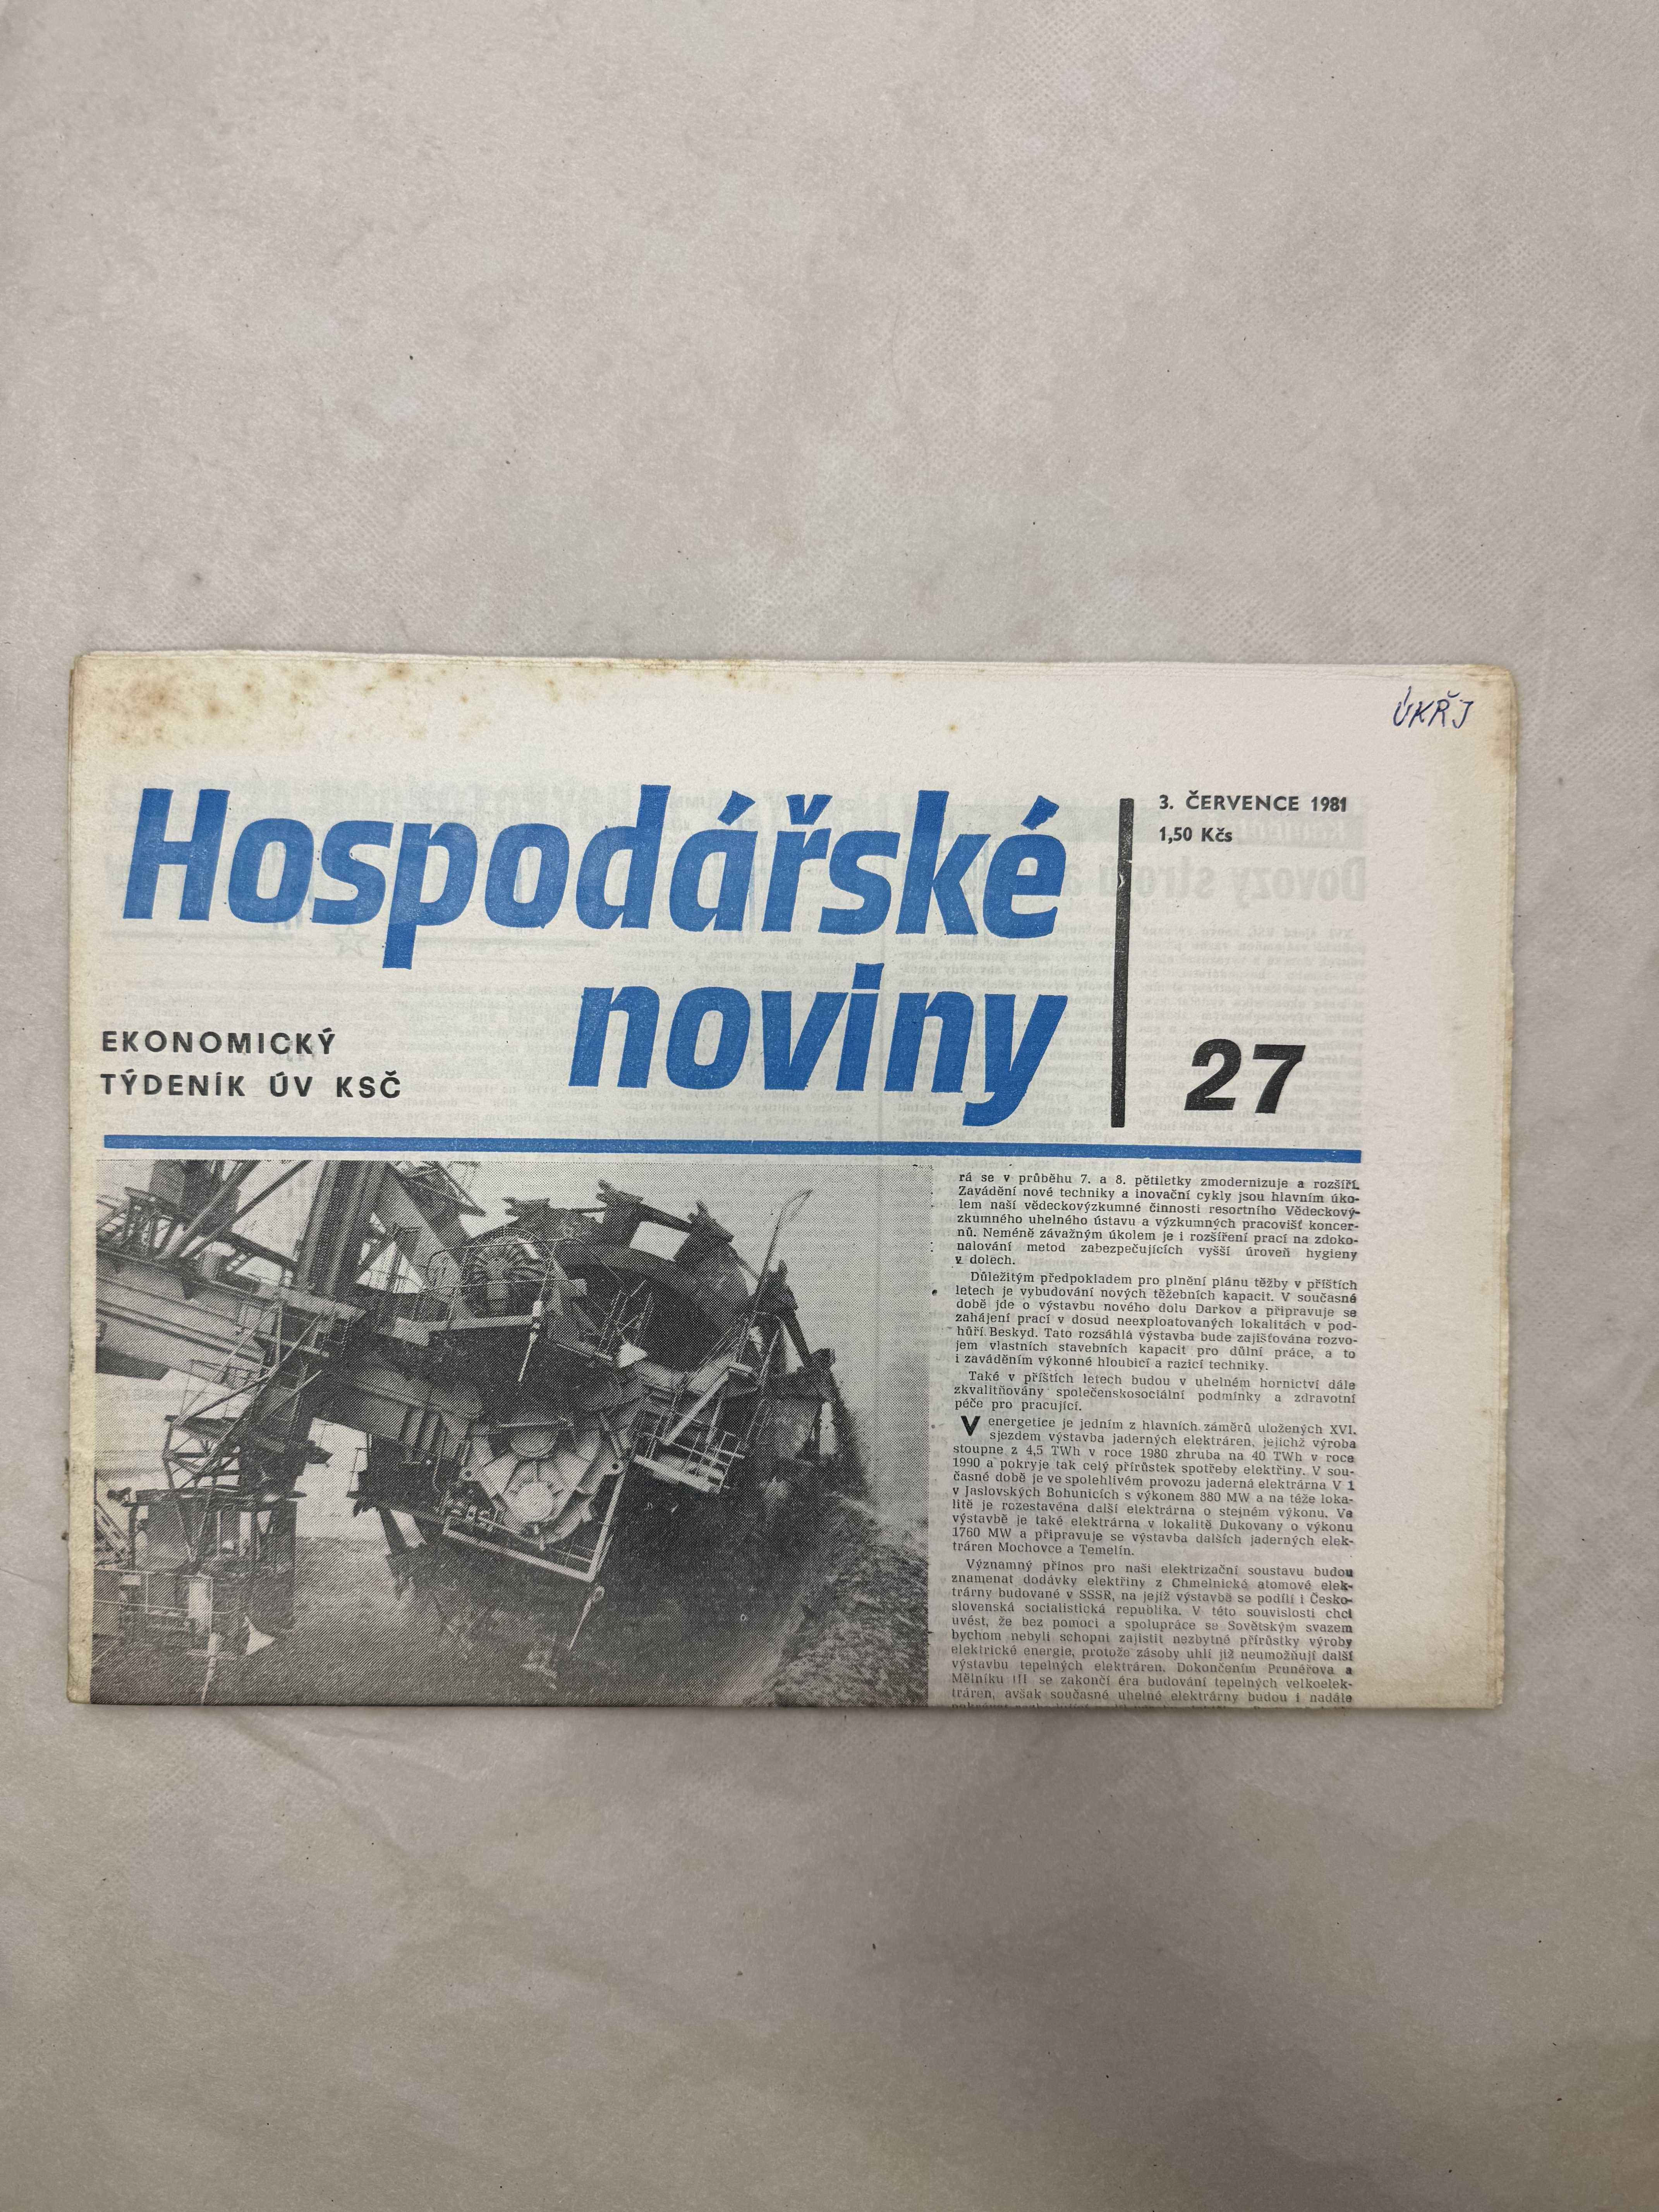 ÚKŘJ
Hospodářské
noviny
EKONOMICKÝ
TÝDENÍK ÚV KSČ
3. ČERVENCE 1981
1,50 Kčs
27
rá se v průběhu 7. a 8. pětiletky zmodernizuje a rozšíří.
Zavádění nové techniky a inovační cykly jsou hlavním úko-
lem naší vědeckovýzkumné činnosti resortního Vědeckový-
zkumného uhelného ústavu a výzkumných pracovišť koncer-
nů. Neméně závažným úkolem je i rozšíření prací na zdoko-
nalování metod zabezpečujících vyšší úroveň hygieny
v dolech.
Důležitým předpokladem pro plnění plánu těžby v příštích
letech je vybudování nových těžebních kapacit. V současné
době jde o výstavbu nového dolu Darkov a připravuje se
zahájení prací v dosud neexploatovaných lokalitách v pod-
hůří Beskyd. Tato rozsáhlá výstavba bude zajišťována rozvo-
jem vlastních stavebních kapacit pro důlní práce, a to
i zaváděním výkonné hloubicí a razicí techniky.
Také v příštích letech budou v uhelném hornictví dále
zkvalitňovány společenskosociální podmínky a zdravotní
péče pro pracující.
V energetice je jedním z hlavních záměrů uložených XVI.
sjezdem výstavba jaderných elektráren, jejichž výroba
stoupne z 4,5 TWh v roce 1980 zhruba na 40 TWh v roce
1990 a pokryje tak celý přírůstek spotřeby elektřiny. V sou-
časné době je ve spolehlivém provozu jaderná elektrárna V 1
v Jaslovských Bohunicích s výkonem 880 MW a na téže loka-
litě je rozestavěna další elektrárna o stejném výkonu. Ve
výstavbě je také elektrárna v lokalitě Dukovany o výkonu
1760 MW a připravuje se výstavba dalších jaderných elek-
tráren Mochovce a Temelín.
Významný přínos pro naši elektrizační soustavu budou
znamenat dodávky elektřiny z Chmelnické atomové elek-
trárny budované v SSSR, na jejíž výstavbě se podílí i Česko-
slovenská socialistická republika. V této souvislosti chci
uvést, že bez pomoci a spolupráce se Sovětským svazem
bychom nebyli schopni zajistit nezbytné přírůstky výroby
elektrické energie, protože zásoby uhlí již neumožňují další
výstavbu tepelných elektráren. Dokončením Prunéřova a
Mělníku III se zakončí éra budování tepelných velkoelek-
tráren, avšak současné uhelné elektrárny budou i nadále